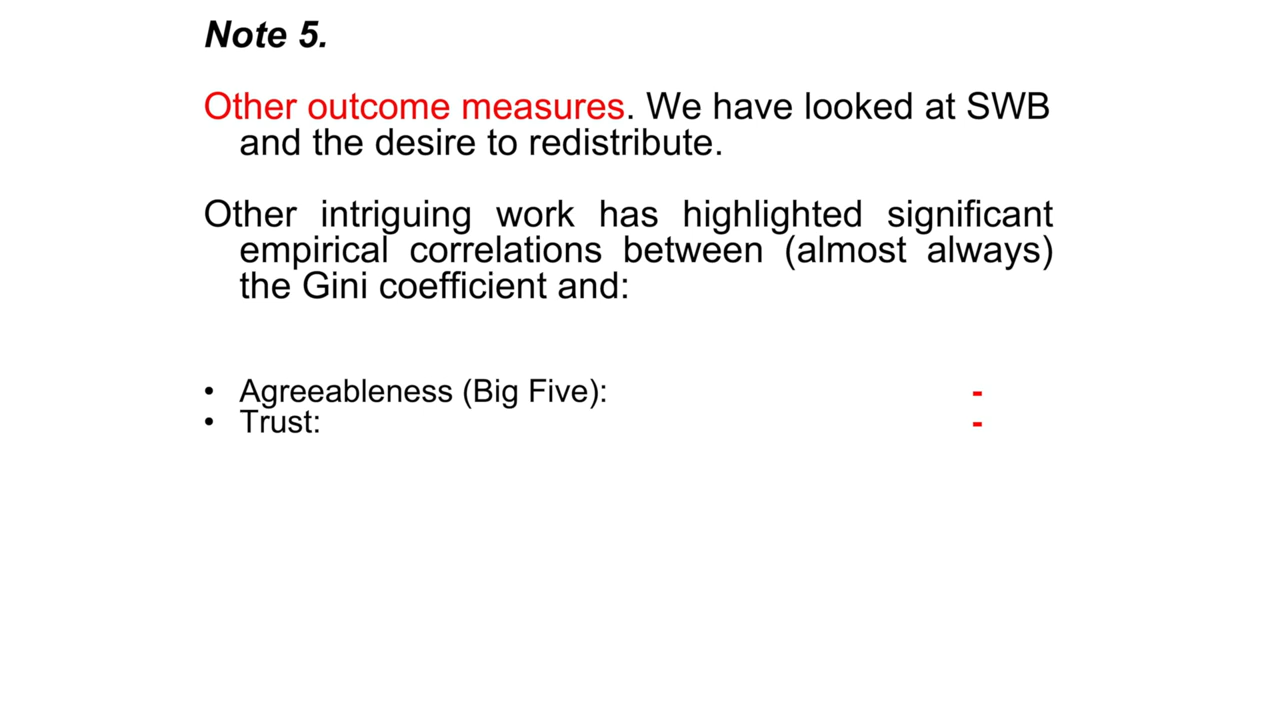 Note 5.
Other outcome measures. We have looked at SWB
and the desire to redistribute.
Other intriguing work has highlighted significant
empirical correlations between (almost always)
the Gini coefficient and:
• Agreeableness (Big Five): -
• Trust: -